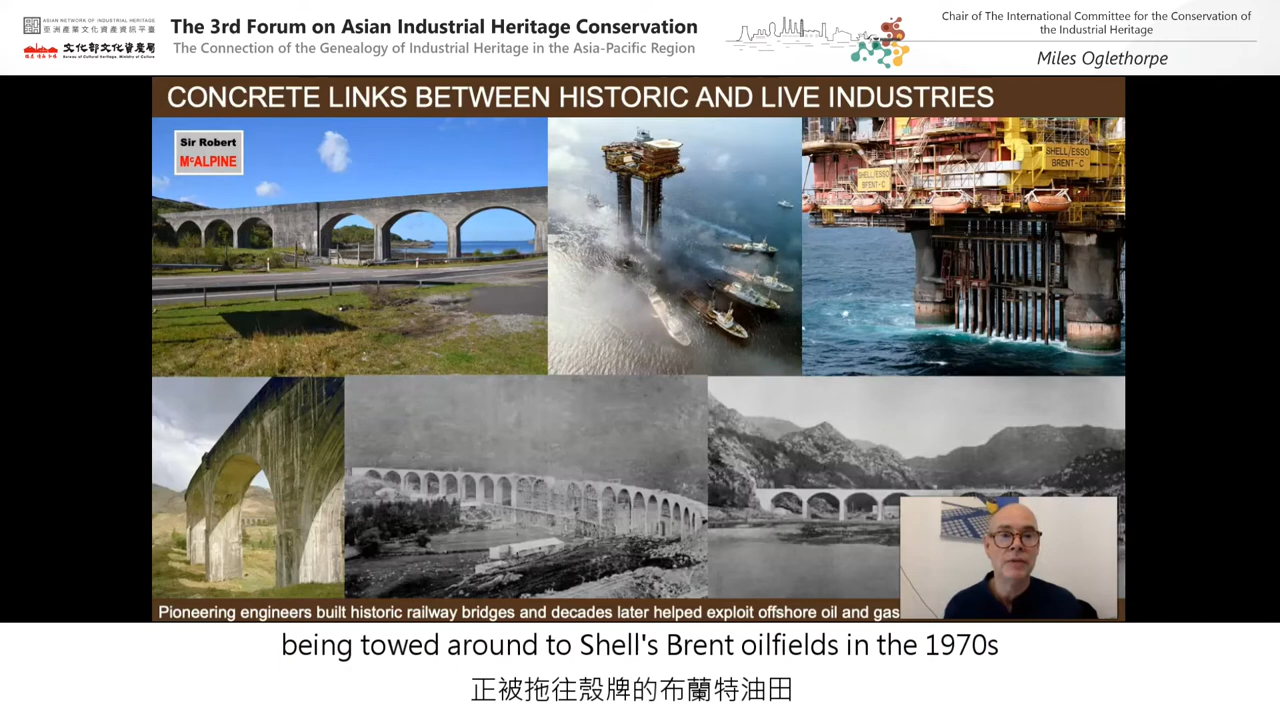 ASIAN NETWORK OF INDUSTRIAL HERITAGE
亞洲產業文化資產資訊平臺
文化部文化資產局
Bureau of Cultural Heritage, Ministry of Culture
The 3rd Forum on Asian Industrial Heritage Conservation
The Connection of the Genealogy of Industrial Heritage in the Asia-Pacific Region
Chair of The International Committee for the Conservation of
the Industrial Heritage
Miles Oglethorpe
CONCRETE LINKS BETWEEN HISTORIC AND LIVE INDUSTRIES
Sir Robert
McALPINE
SHELL/ESSO
BRENT-C
SHELL/ESSO
BRENT-C
Pioneering engineers built historic railway bridges and decades later helped exploit offshore oil and gas
being towed around to Shell's Brent oilfields in the 1970s
正被拖往殼牌的布蘭特油田